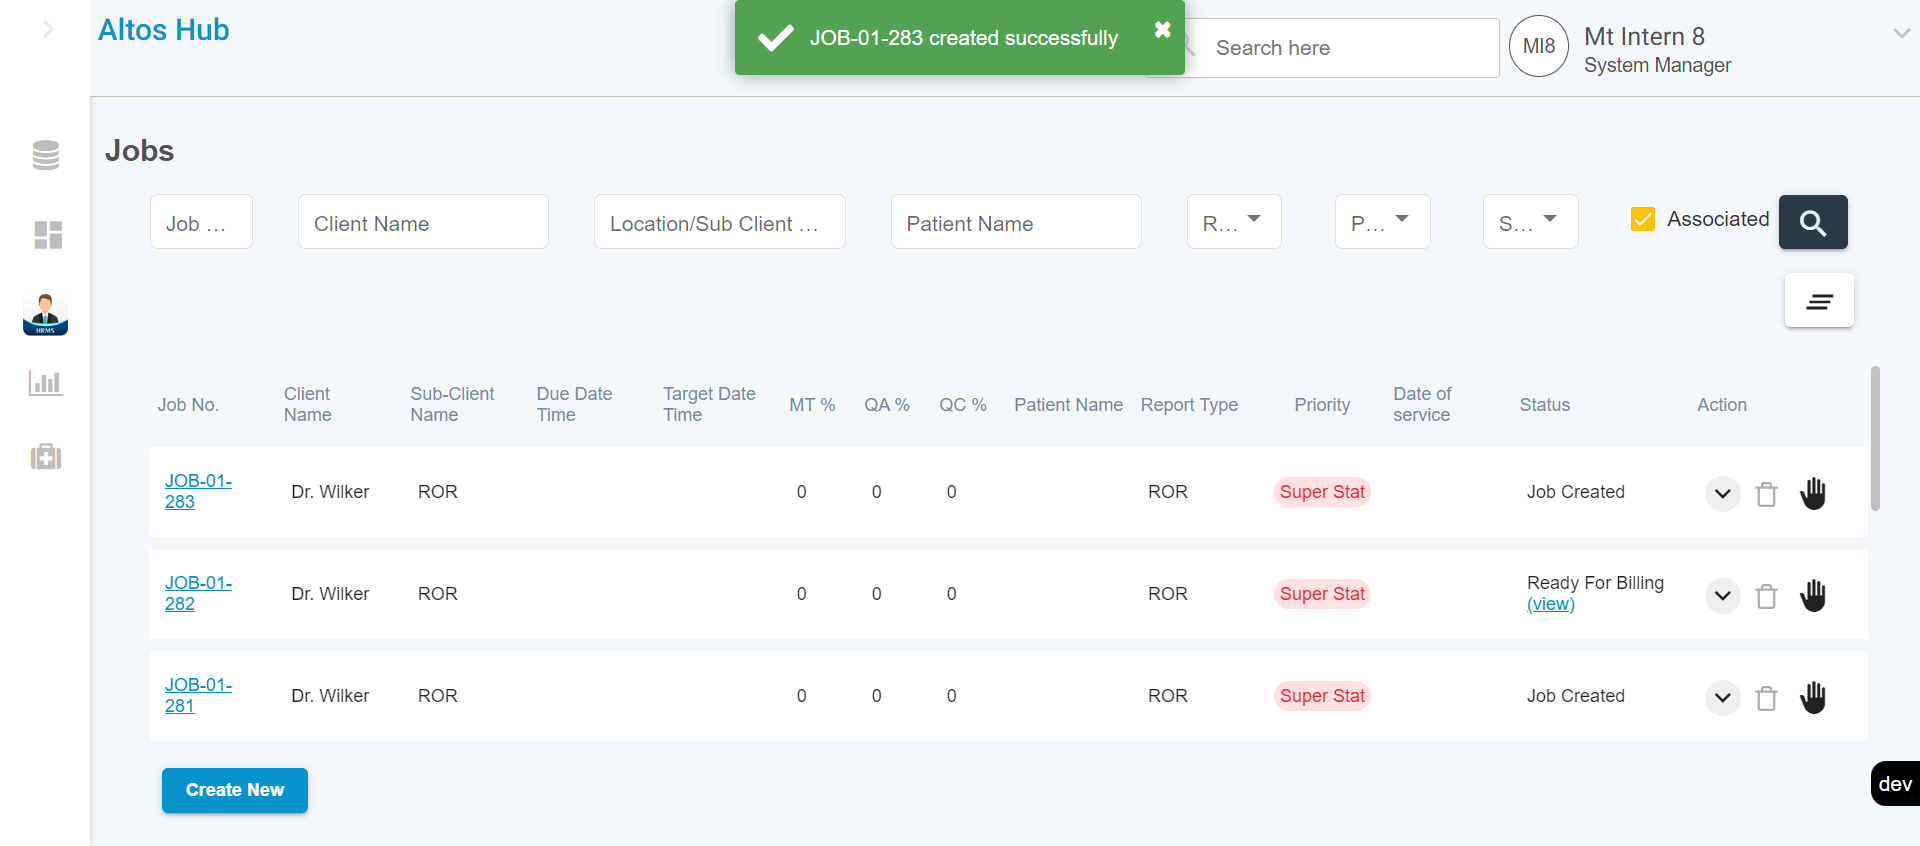 Altos Hub
JOB-01-283 created successfully
Search here
MI8
Mt Intern 8
System Manager
Jobs
Job ...
Client Name
Location/Sub Client ...
Patient Name
R...
P...
S...
Associated
HRMS
Job No.
Client
Name
Sub-Client
Name
Due Date
Time
Target Date
Time
MT %
QA %
QC %
Patient Name
Report Type
Priority
Date of
service
Status
Action
JOB-01-
283
Dr. Wilker
ROR
0
0
0
ROR
Super Stat
Job Created
JOB-01-
282
Dr. Wilker
ROR
0
0
0
ROR
Super Stat
Ready For Billing
(view)
JOB-01-
281
Dr. Wilker
ROR
0
0
0
ROR
Super Stat
Job Created
Create New
dev